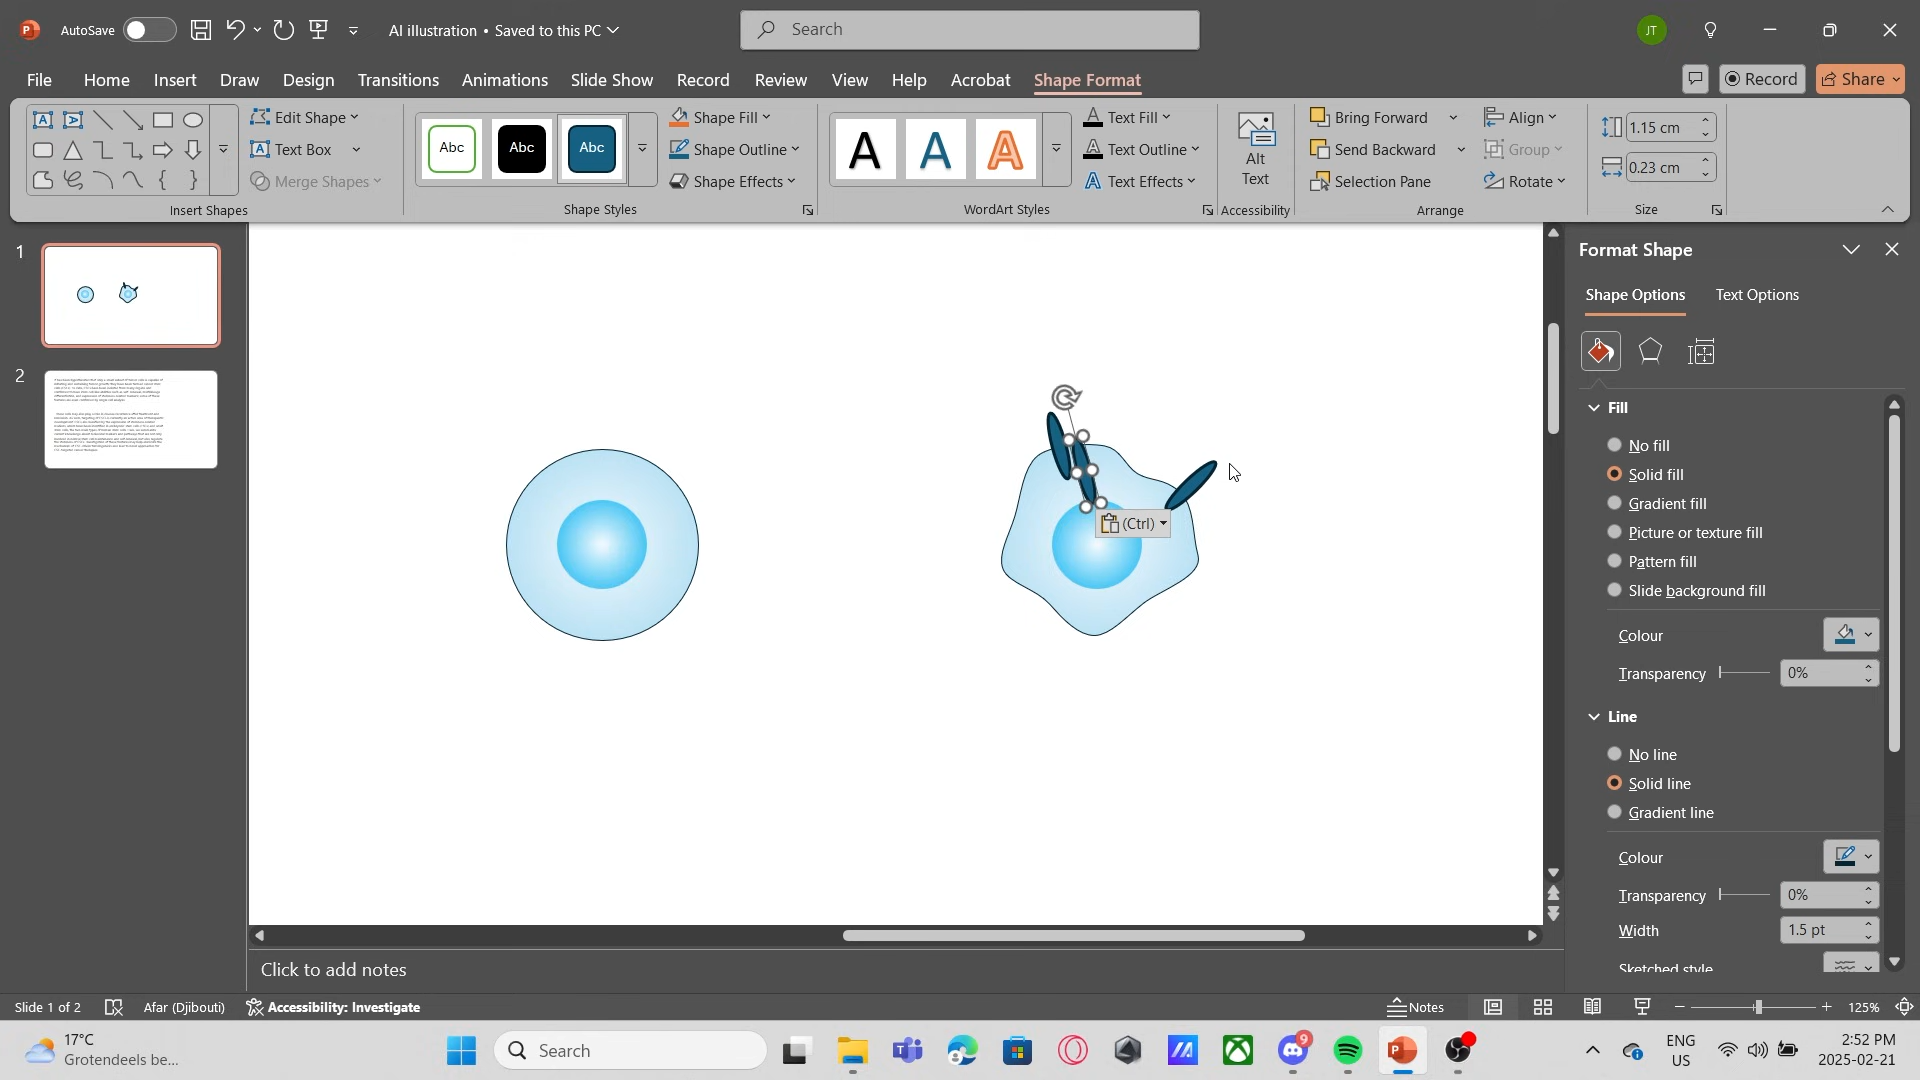 AutoSave
AI illustration • Saved to this PC
Search
JT
File
Home
Insert
Draw
Design
Transitions
Animations
Slide Show
Record
Review
View
Help
Acrobat
Shape Format
Record
Share
Edit Shape
Text Box
Merge Shapes
Insert Shapes
Abc
Abc
Abc
Shape Fill
Shape Outline
Shape Effects
Shape Styles
A
A
A
Text Fill
Text Outline
Text Effects
WordArt Styles
Alt
Text
Accessibility
Bring Forward
Send Backward
Selection Pane
Align
Group
Rotate
Arrange
1.15 cm
0.23 cm
Size
1
2
(Ctrl)
Format Shape
Shape Options
Text Options
Fill
No fill
Solid fill
Gradient fill
Picture or texture fill
Pattern fill
Slide background fill
Colour
Transparency
0%
Line
No line
Solid line
Gradient line
Colour
Transparency
0%
Width
1.5 pt
Sketched style
Click to add notes
Slide 1 of 2
Afar (Djibouti)
Accessibility: Investigate
Notes
125%
17°C
Grotendeels be...
Search
9
ENG
US
2:52 PM
2025-02-21